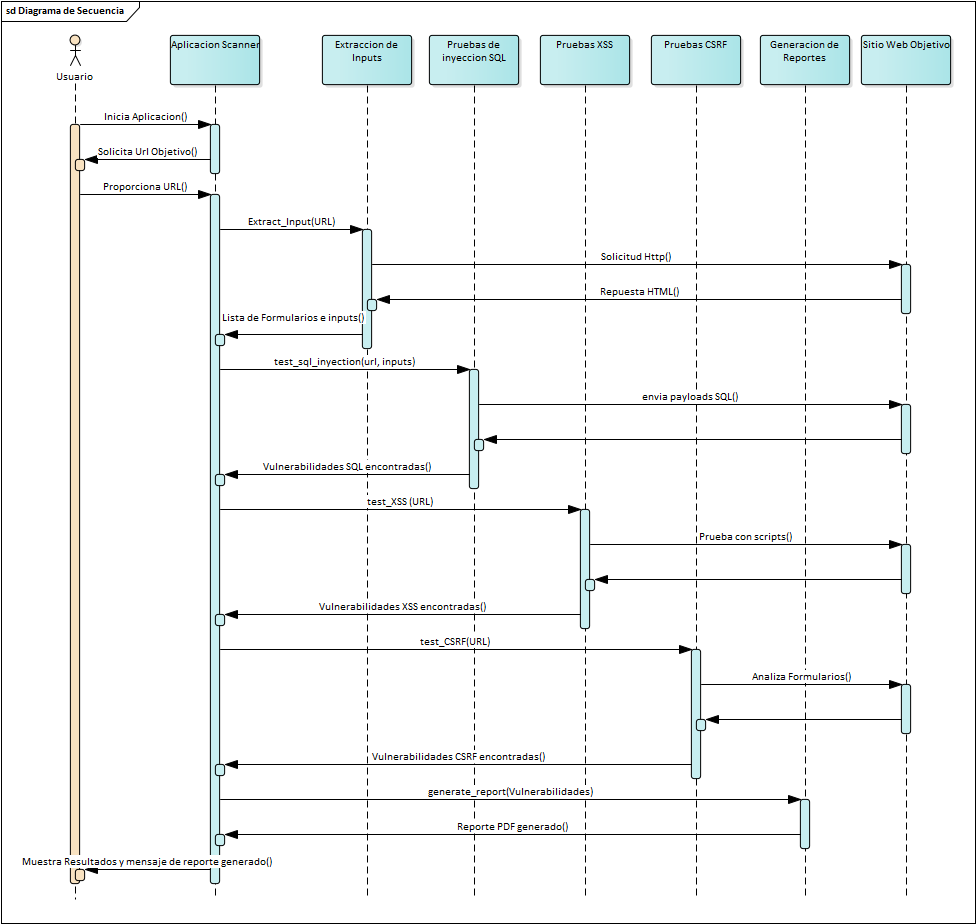 sd Diagrama de Secuencia
Usuario
Aplicacion Scanner
Extraccion de
Inputs
Pruebas de
inyeccion SQL
Pruebas XSS
Pruebas CSRF
Generacion de
Reportes
Sitio Web Objetivo
Inicia Aplicacion()
Solicita Url Objetivo()
Proporciona URL()
Extract_Input(URL)
Solicitud Http()
Repuesta HTML()
Lista de Formularios e inputs()
test_sql_inyection(url, inputs)
envia payloads SQL()
Vulnerabilidades SQL encontradas()
test_XSS (URL)
Prueba con scripts()
Vulnerabilidades XSS encontradas()
test_CSRF(URL)
Analiza Formularios()
Vulnerabilidades CSRF encontradas()
generate_report(Vulnerabilidades)
Reporte PDF generado()
Muestra Resultados y mensaje de reporte generado()